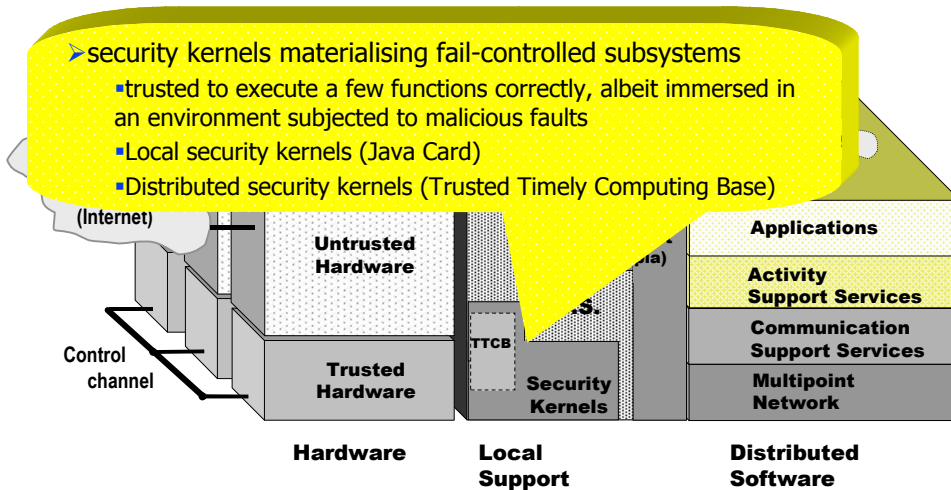 ➢security kernels materialising fail-controlled subsystems
▪trusted to execute a few functions correctly, albeit immersed in
an environment subjected to malicious faults
▪Local security kernels (Java Card)
▪Distributed security kernels (Trusted Timely Computing Base)
(Internet)
Untrusted
Hardware
Applications
Activity
Support Services
Communication
Support Services
Multipoint
Network
TTCB
Security
Kernels
Trusted
Hardware
Control
channel
Hardware
Local
Support
Distributed
Software